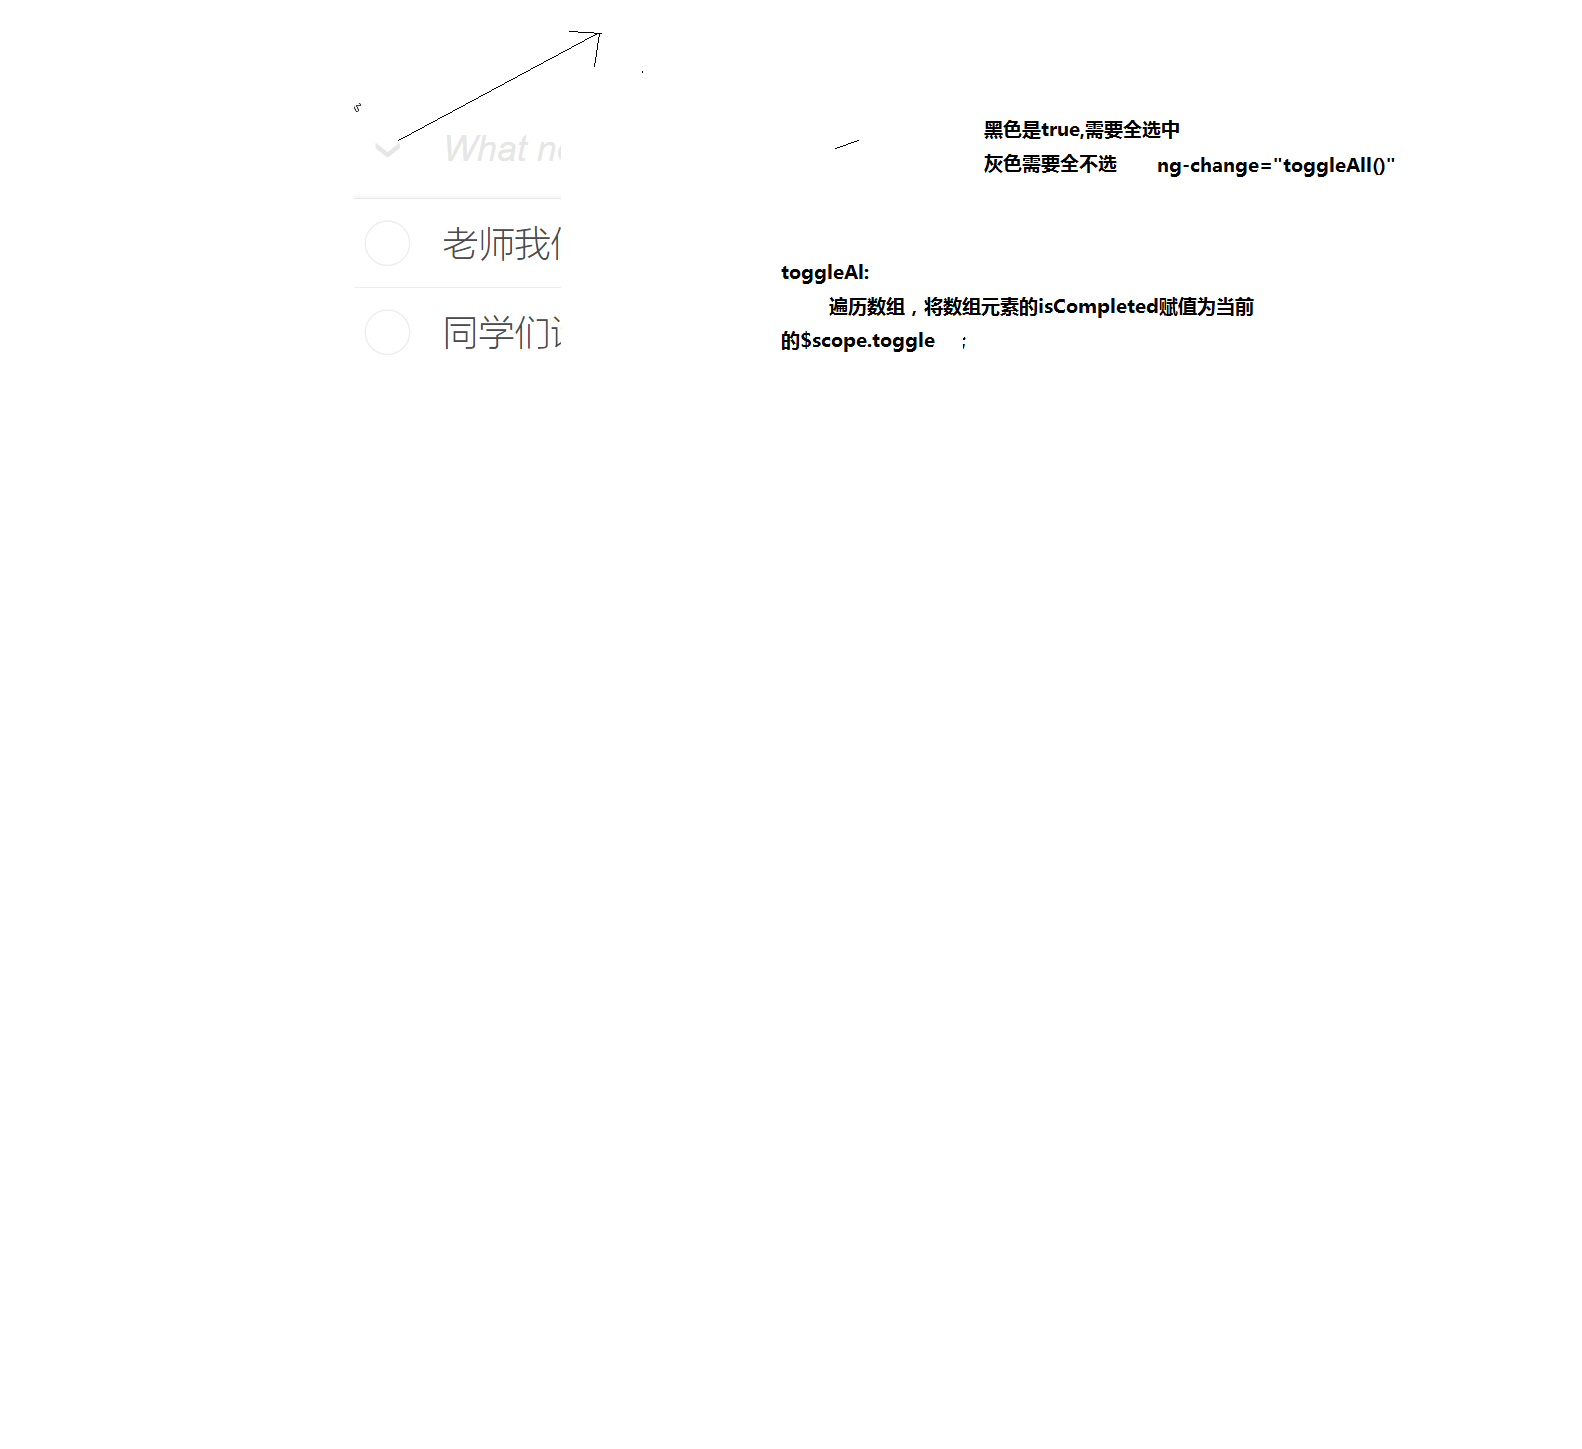 What n
黑色是true,需要全选中
灰色需要全不选 ng-change="toggleAll()"
老师我
同学们
toggleAl:
遍历数组，将数组元素的isCompleted赋值为当前
的$scope.toggle ;